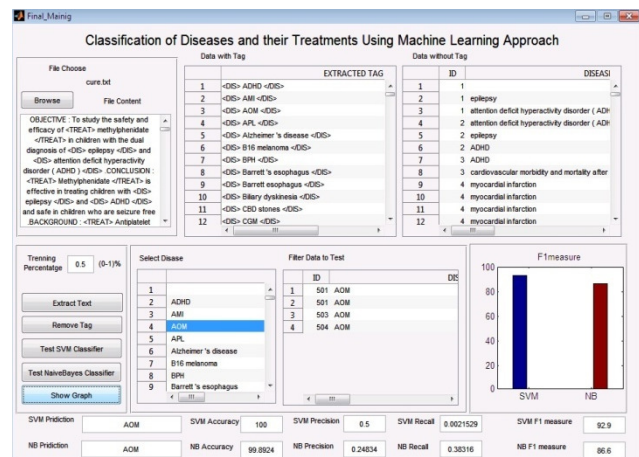 Final_Mainig
Classification of Diseases and their Treatments Using Machine Learning Approach
File Choose
cure.txt
Browse
File Content
OBJECTIVE : To study the safety and
efficacy of <TREAT> methylphenidate
</TREAT> in children with the dual
diagnosis of <DIS> epilepsy </DIS> and
<DIS> attention deficit hyperactivity
disorder ( ADHD ) </DIS> .CONCLUSION :
<TREAT> Methylphenidate </TREAT> is
effective in treating children with <DIS>
epilepsy </DIS> and <DIS> ADHD </DIS>
and safe in children who are seizure free
.BACKGROUND : <TREAT> Antiplatelet
Data with Tag
EXTRACTED TAG
1 <DIS> ADHD </DIS>
2 <DIS> AMI </DIS>
3 <DIS> AOM </DIS>
4 <DIS> APL </DIS>
5 <DIS> Alzheimer 's disease </DIS>
6 <DIS> B16 melanoma </DIS>
7 <DIS> BPH </DIS>
8 <DIS> Barrett 's esophagus </DIS>
9 <DIS> Barrett esophagus </DIS>
10 <DIS> Biliary dyskinesia </DIS>
11 <DIS> CBD stones </DIS>
12 <DIS> CGM </DIS>
Data without Tag
ID DISEASE
1 1
2 1 epilepsy
3 1 attention deficit hyperactivity disorder ( ADH
4 2 attention deficit hyperactivity disorder ( ADH
5 2 epilepsy
6 2 ADHD
7 3 ADHD
8 3 cardiovascular morbidity and mortality after
9 4 myocardial infarction
10 4 myocardial infarction
11 4 myocardial infarction
12 4 myocardial infarction
Trenning
Percentatge 0.5 (0-1)%
Extract Text
Remove Tag
Test SVM Classifier
Test NaiveBayes Classifier
Show Graph
Select Disase
1
2 ADHD
3 AMI
4 AOM
5 APL
6 Alzheimer 's disease
7 B16 melanoma
8 BPH
9 Barrett 's esophagus
Filter Data to Test
ID DIS
1 501 AOM
2 501 AOM
3 503 AOM
4 504 AOM
F1measure
100
80
60
40
20
0
SVM NB
SVM Pridiction AOM SVM Accuracy 100 SVM Precision 0.5 SVM Recall 0.0021529 SVM F1 measure 92.9
NB Pridiction AOM NB Accuracy 99.8924 NB Precision 0.24834 NB Recall 0.38316 NB F1 measure 86.6